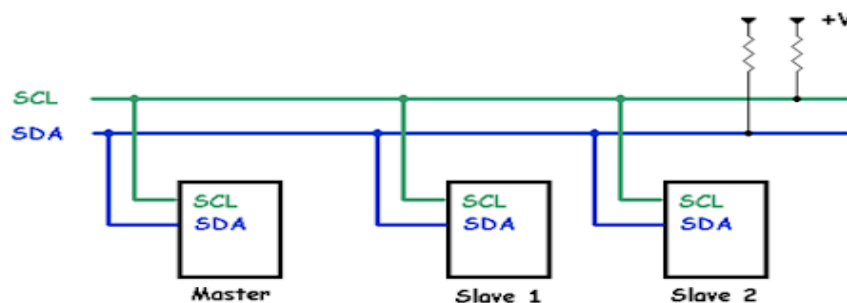 +V
SCL
SDA
SCL
SDA
SCL
SDA
SCL
SDA
Master
Slave 1
Slave 2